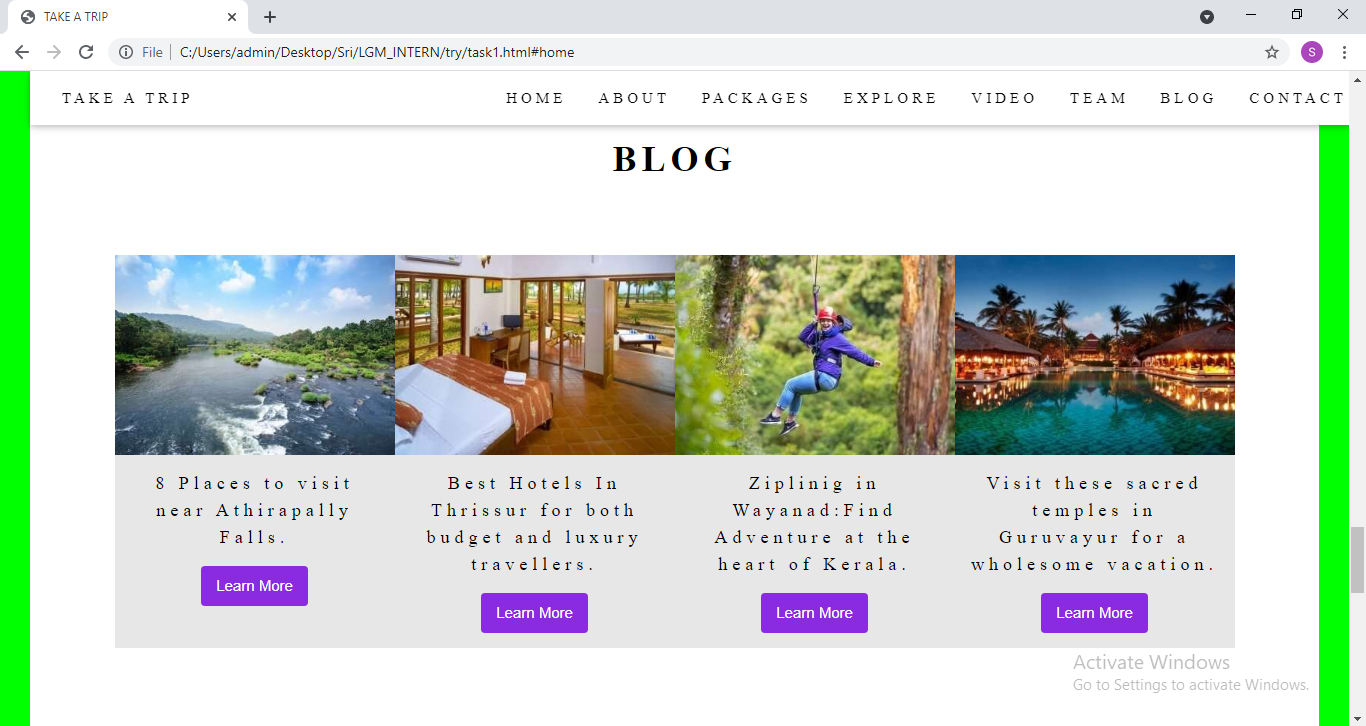 TAKE A TRIP
File
C:/Users/admin/Desktop/Sri/LGM_INTERN/try/task1.html#home
S
TAKE A TRIP
HOME ABOUT PACKAGES EXPLORE VIDEO TEAM BLOG CONTACT
BLOG
8 Places to visit
near Athirapally
Falls.
Learn More
Best Hotels In
Thrissur for both
budget and luxury
travellers.
Learn More
Ziplinig in
Wayanad:Find
Adventure at the
heart of Kerala.
Learn More
Visit these sacred
temples in
Guruvayur for a
wholesome vacation.
Learn More
Activate Windows
Go to Settings to activate Windows.